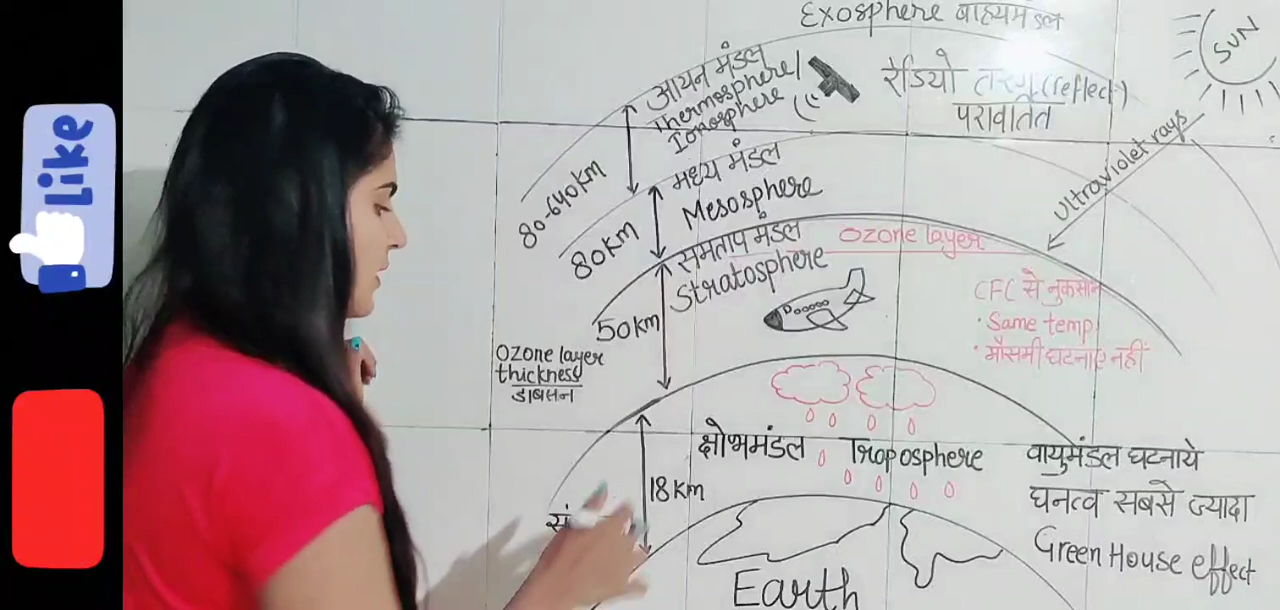 Exosphere बाह्यमंडल
SUN
आयन मंडल
Thermosphere/
Ionosphere
रेडियो तरंग (reflect)
परावर्तित
80-640km
मध्य मंडल
Mesosphere
80km
Ultraviolet rays
समताप मंडल
Stratosphere
Ozone layer
50km
CFC से नुकसान
· Same temp
· मौसमी घटनाए नहीं
Ozone layer
thickness
डाबसन
क्षोभमंडल
Troposphere
18km
वायुमंडल घटनाये
घनत्व सबसे ज्यादा
Green House effect
Earth
Like